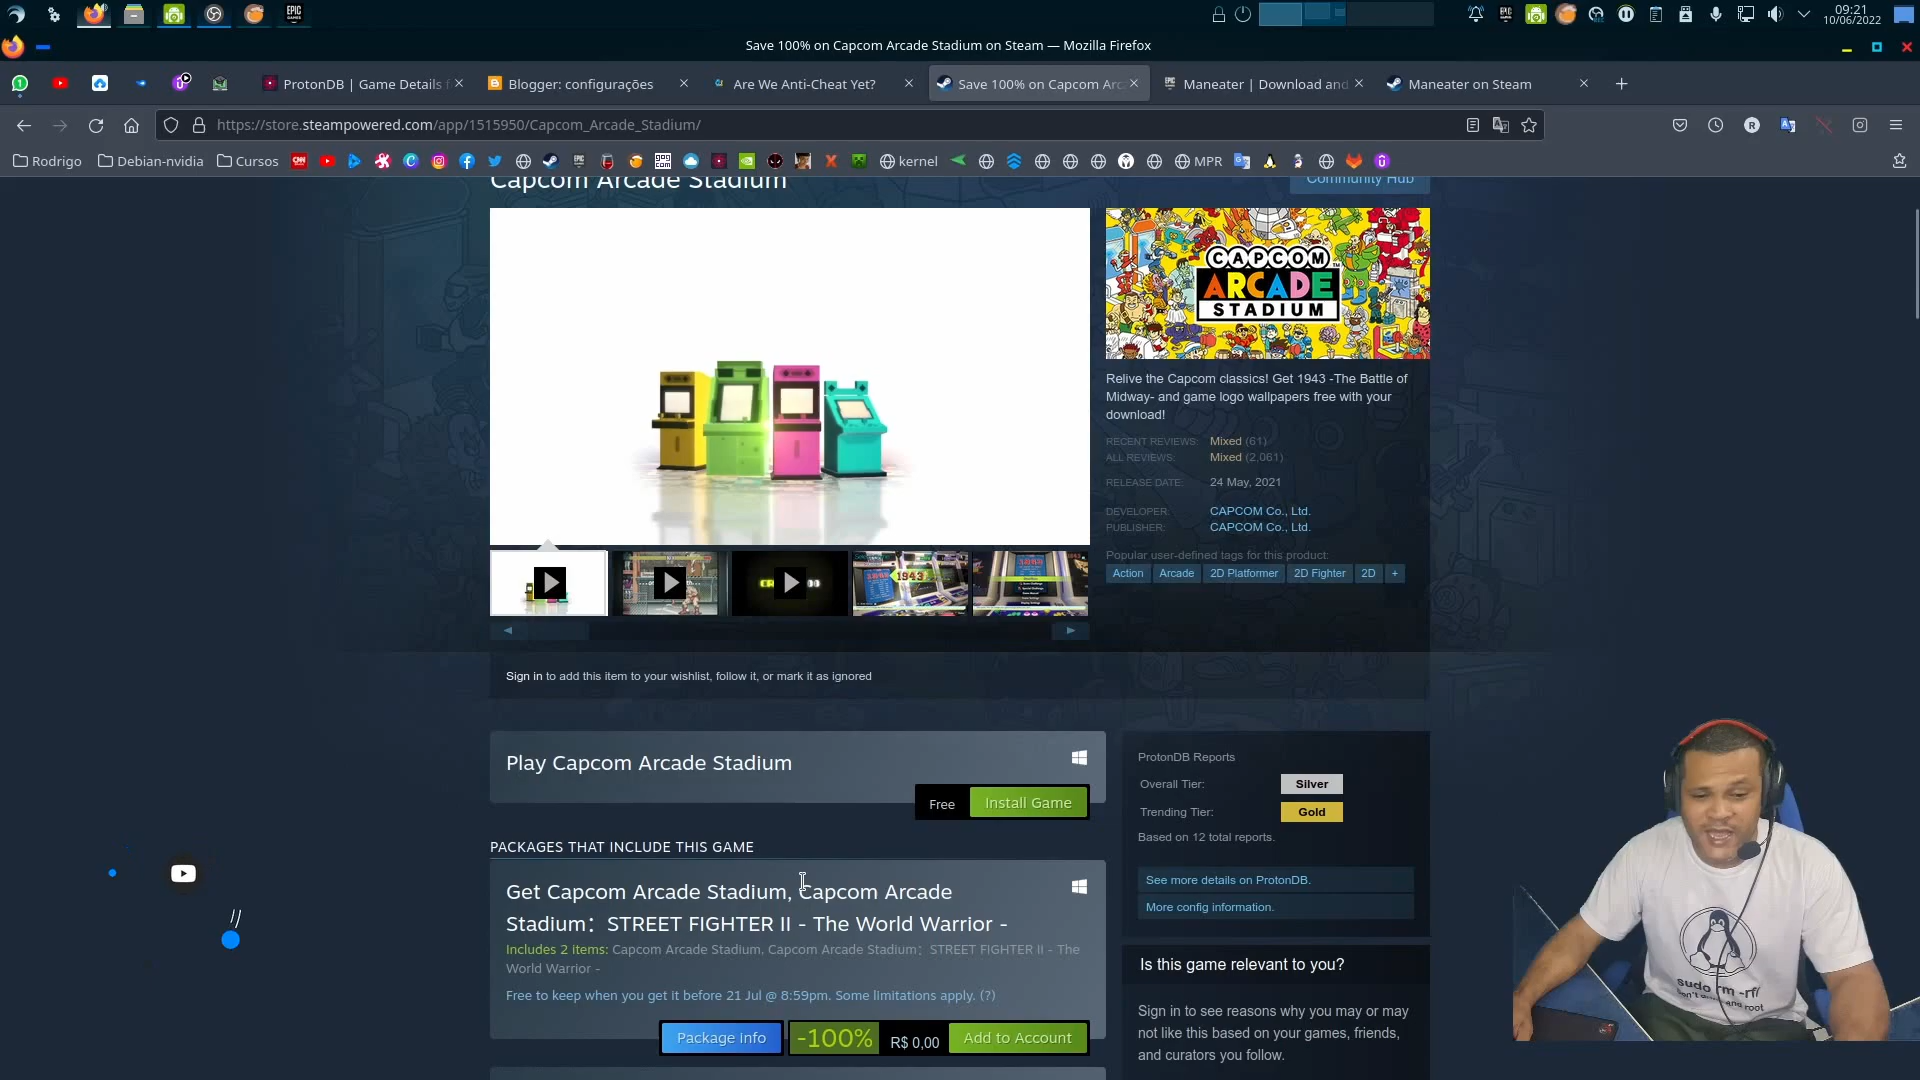 09:21
10/06/2022
Save 100% on Capcom Arcade Stadium on Steam — Mozilla Firefox
ProtonDB | Game Details f
Blogger: configurações
Are We Anti-Cheat Yet?
Save 100% on Capcom Arc
Maneater | Download and
Maneater on Steam
https://store.steampowered.com/app/1515950/Capcom_Arcade_Stadium/
Rodrigo
Debian-nvidia
Cursos
kernel
MPR
Capcom Arcade Stadium
Community Hub
CAPCOM
ARCADE
STADIUM
Relive the Capcom classics! Get 1943 -The Battle of
Midway- and game logo wallpapers free with your
download!
RECENT REVIEWS: Mixed (61)
ALL REVIEWS: Mixed (2,061)
RELEASE DATE: 24 May, 2021
DEVELOPER: CAPCOM Co., Ltd.
PUBLISHER: CAPCOM Co., Ltd.
Popular user-defined tags for this product:
Action Arcade 2D Platformer 2D Fighter 2D +
1943
Sign in to add this item to your wishlist, follow it, or mark it as ignored
Play Capcom Arcade Stadium
Free
Install Game
PACKAGES THAT INCLUDE THIS GAME
Get Capcom Arcade Stadium, Capcom Arcade
Stadium：STREET FIGHTER II - The World Warrior -
Includes 2 items: Capcom Arcade Stadium, Capcom Arcade Stadium：STREET FIGHTER II - The
World Warrior -
Free to keep when you get it before 21 Jul @ 8:59pm. Some limitations apply. (?)
Package Info
-100%
R$ 0,00
Add to Account
ProtonDB Reports
Overall Tier: Silver
Trending Tier: Gold
Based on 12 total reports.
See more details on ProtonDB.
More config information.
Is this game relevant to you?
Sign in to see reasons why you may or
may not like this based on your games, friends,
and curators you follow.
sudo rm -rf/